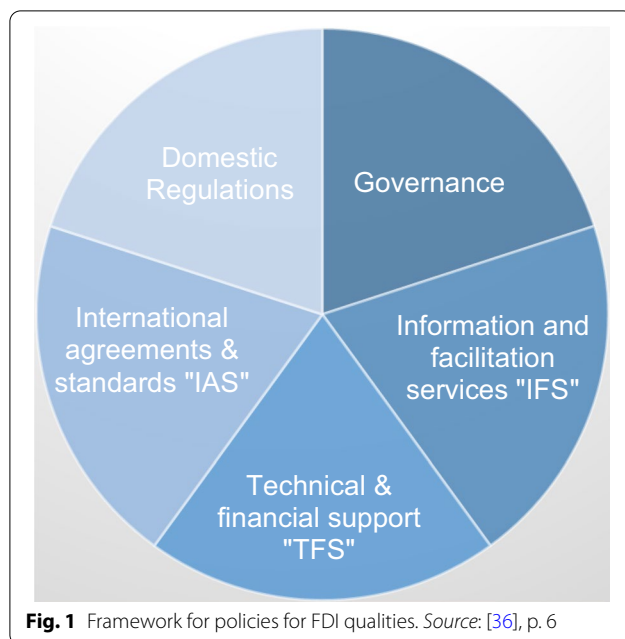 Domestic
Regulations
Governance
International
agreements &
standards "IAS"
Information and
facilitation
services "IFS"
Technical &
financial support
"TFS"
Fig. 1 Framework for policies for FDI qualities. Source: [36], p. 6